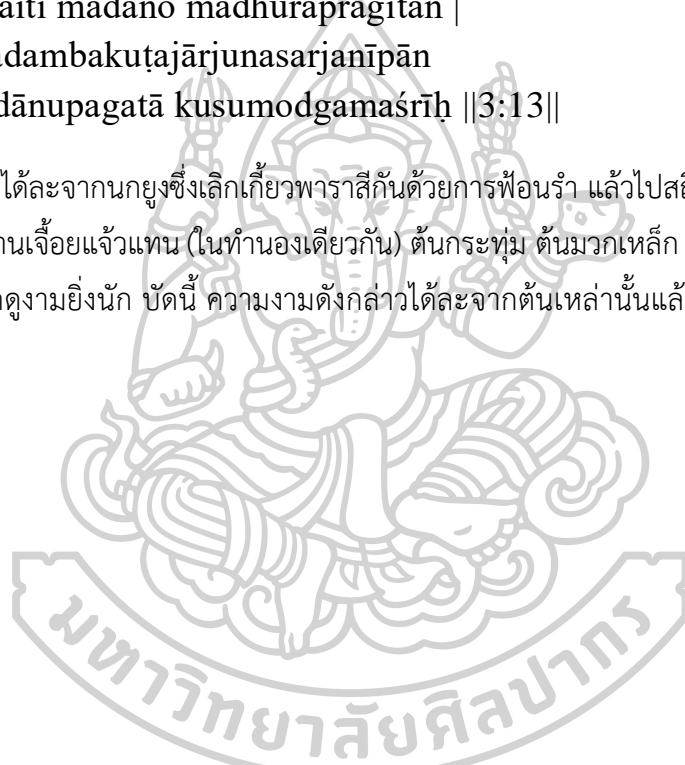 aiti madano madhurapragītān |
adambakuṭajārjunasarjanīpān
dānupagatā kusumodgamaśrīḥ ||3:13||
ได้ละจากนกยูงซึ่งเลิกเกี้ยวพาราสีกันด้วยการฟ้อนรำ แล้วไปสถิ
านเจื้อยแจ้วแทน (ในทำนองเดียวกัน) ต้นกระทุ่ม ต้นมวกเหล็ก
ดูงามยิ่งนัก บัดนี้ ความงามดังกล่าวได้ละจากต้นเหล่านั้นแล้
มหาวิทยาลัยศิลปากร